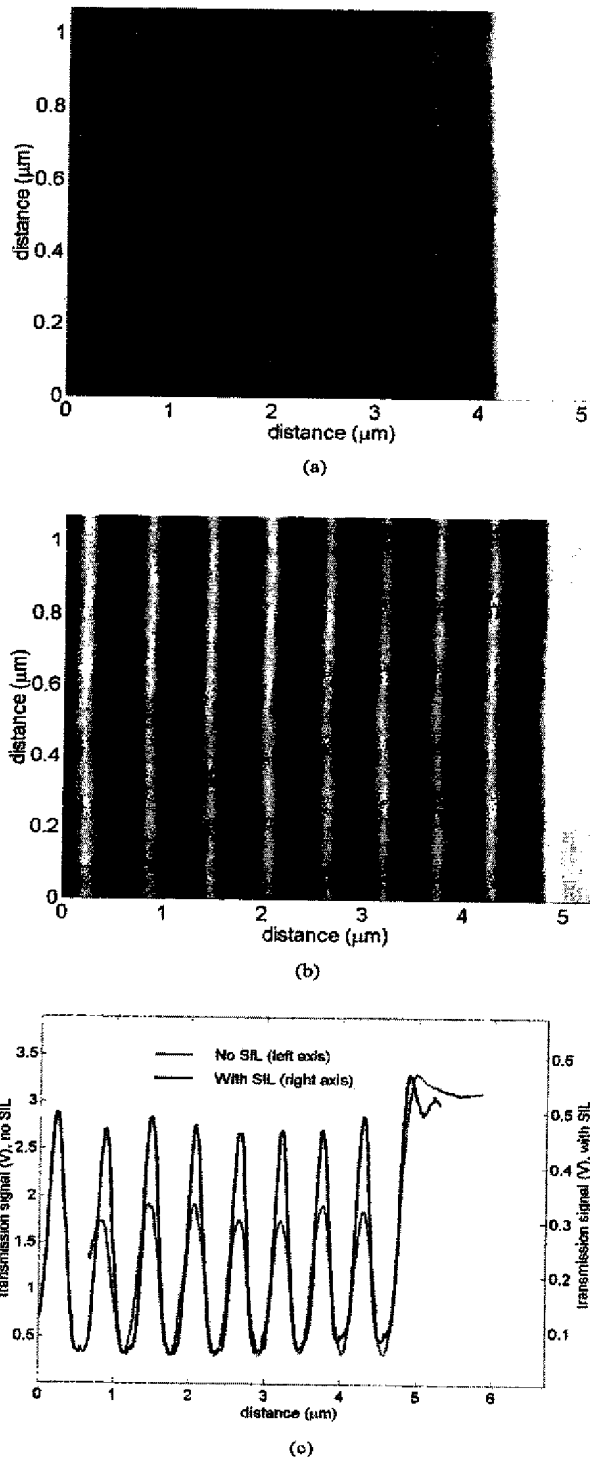 1
0.8
0.6
0.4
0.2
0
distance (μm)
0 1 2 3 4 5
distance (μm)
(a)
1
0.8
0.6
0.4
0.2
0
distance (μm)
0 1 2 3 4 5
distance (μm)
(b)
No SIL (left axis)
With SIL (right axis)
3.5
3
2.5
2
1.5
1
0.5
transmission signal (V), no SIL
0.6
0.5
0.4
0.3
0.2
0.1
transmission signal (V), with SIL
0 1 2 3 4 5 6
distance (μm)
(c)